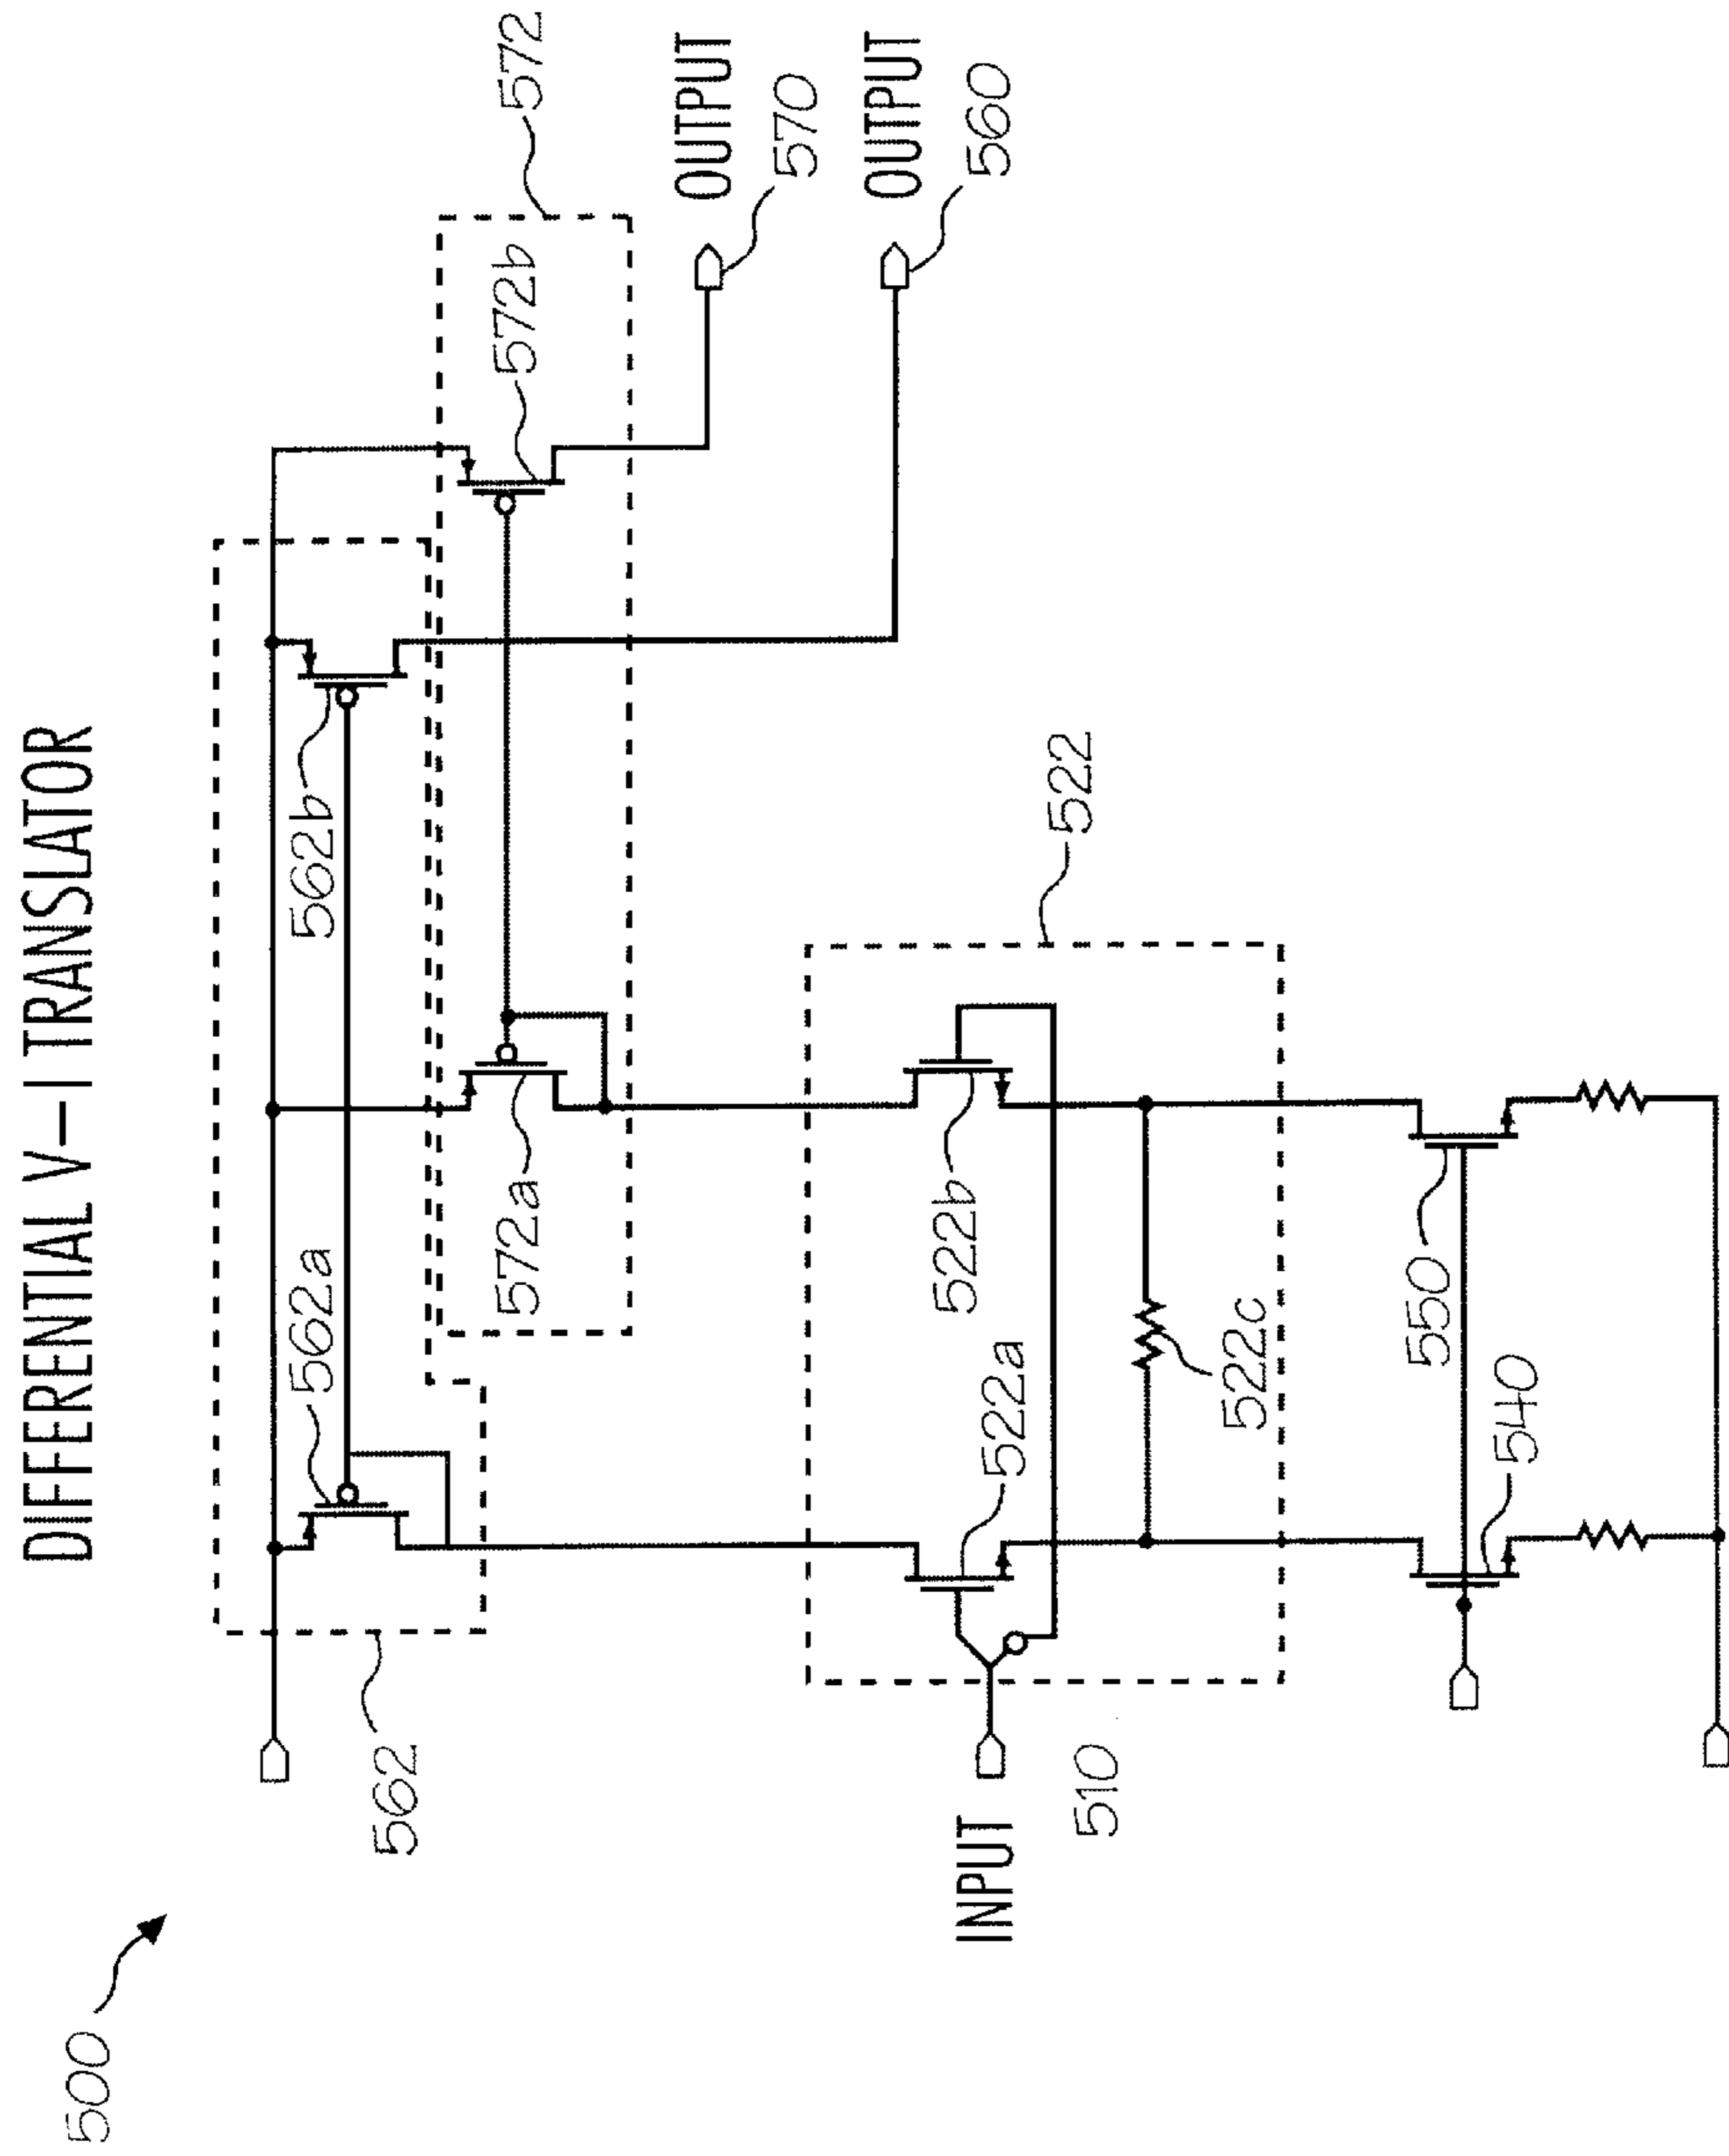 500
DIFFERENTIAL V–I TRANSLATOR
562
562a
562b
572
572a
572b
OUTPUT
570
OUTPUT
560
INPUT
510
522
522a
522b
522c
540
550